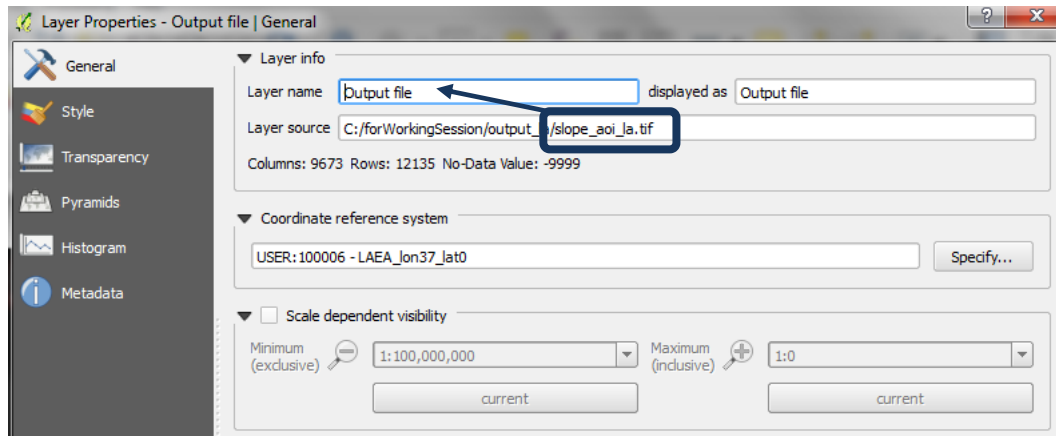 Layer Properties - Output file | General
General
Style
Transparency
Pyramids
Histogram
Metadata
Layer info
Layer name Output file displayed as Output file
Layer source C:/forWorkingSession/output_ /slope_aoi_la.tif
Columns: 9673 Rows: 12135 No-Data Value: -9999
Coordinate reference system
USER:100006 - LAEA_lon37_lat0 Specify...
Scale dependent visibility
Minimum (exclusive) 1:100,000,000 Maximum (inclusive) 1:0
current current